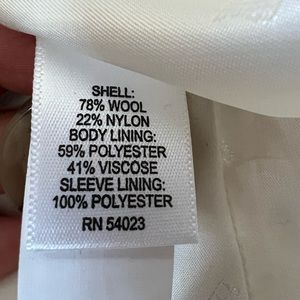 SHELL:
78% WOOL
22% NYLON
BODY LINING:
59% POLYESTER
41% VISCOSE
SLEEVE LINING:
100% POLYESTER
RN 54023